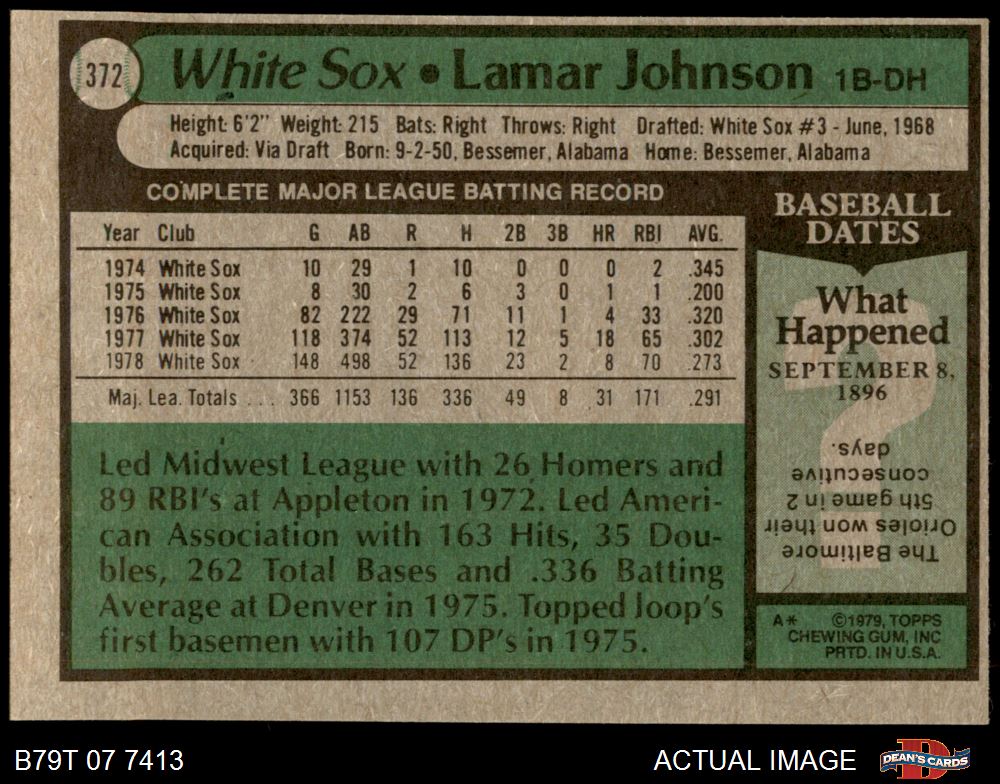 372 White Sox • Lamar Johnson 1B-DH
Height: 6'2" Weight: 215 Bats: Right Throws: Right Drafted: White Sox #3 - June, 1968
Acquired: Via Draft Born: 9-2-50, Bessemer, Alabama Home: Bessemer, Alabama
COMPLETE MAJOR LEAGUE BATTING RECORD
Year Club G AB R H 2B 3B HR RBI AVG.
1974 White Sox 10 29 1 10 0 0 0 2 .345
1975 White Sox 8 30 2 6 3 0 1 1 .200
1976 White Sox 82 222 29 71 11 1 4 33 .320
1977 White Sox 118 374 52 113 12 5 18 65 .302
1978 White Sox 148 498 52 136 23 2 8 70 .273
Maj. Lea. Totals ... 366 1153 136 336 49 8 31 171 .291
Led Midwest League with 26 Homers and
89 RBI's at Appleton in 1972. Led Ameri-
can Association with 163 Hits, 35 Dou-
bles, 262 Total Bases and .336 Batting
Average at Denver in 1975. Topped loop's
first basemen with 107 DP's in 1975.
BASEBALL
DATES
What
Happened
SEPTEMBER 8,
1896
?
The Baltimore
Orioles won their
5th game in 2
consecutive
days.
A* ©1979, TOPPS
CHEWING GUM, INC
PRTD. IN U.S.A.
B79T 07 7413 ACTUAL IMAGE D DEAN'S CARDS